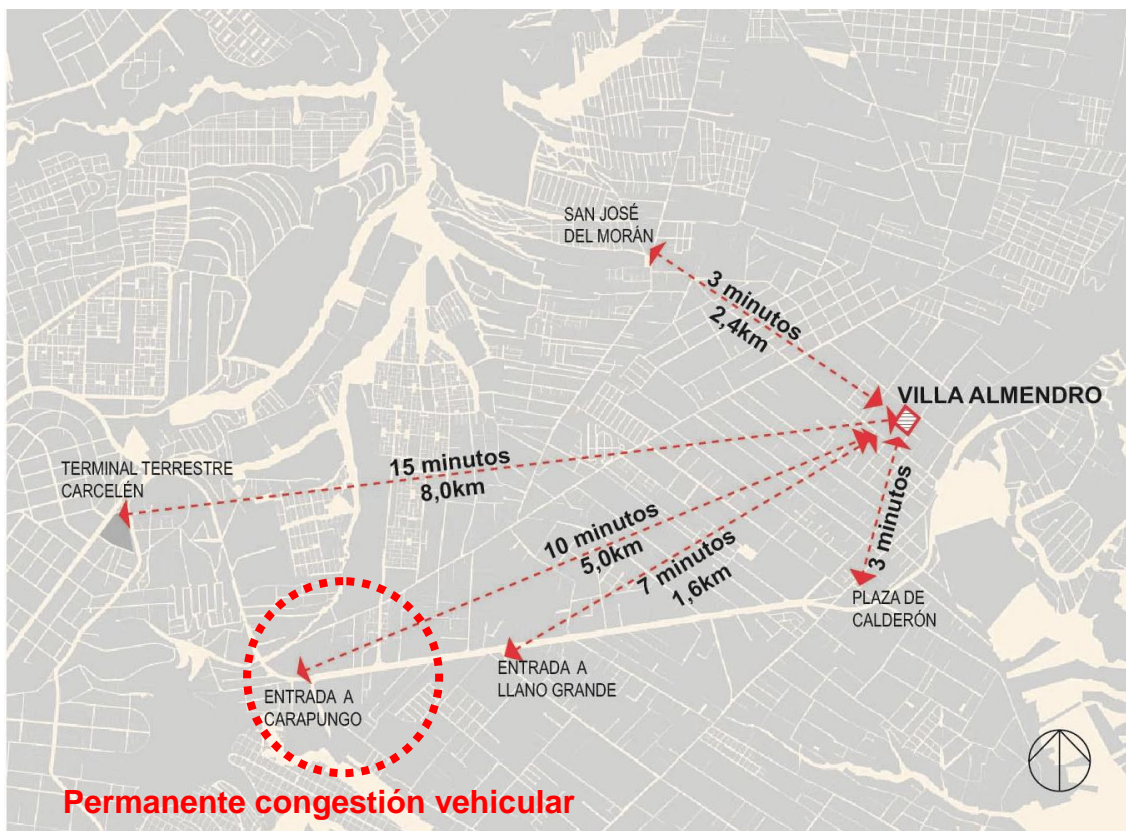 SAN JOSÉ
DEL MORÁN
3 minutos
2,4km
VILLA ALMENDRO
TERMINAL TERRESTRE
CARCELÉN
15 minutos
8,0km
10 minutos
5,0km
7 minutos
1,6km
3 minutos
PLAZA DE
CALDERÓN
ENTRADA A
LLANO GRANDE
ENTRADA A
CARAPUNGO
Permanente congestión vehicular